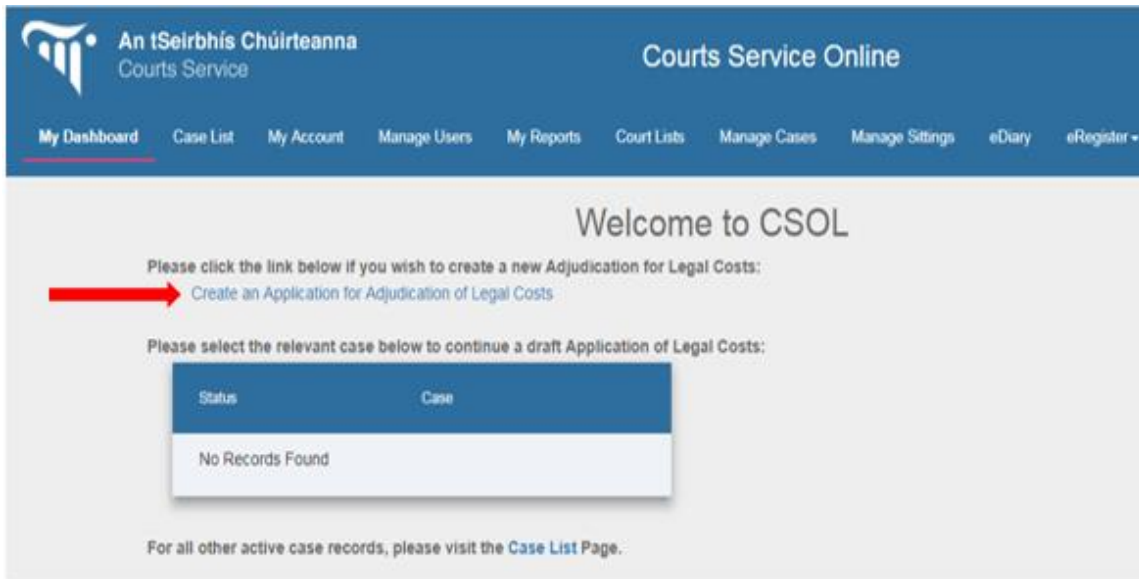 An tSeirbhís Chúirteanna
Courts Service
Courts Service Online
My Dashboard Case List My Account Manage Users My Reports Court Lists Manage Cases Manage Sittings eDiary eRegister
Welcome to CSOL
Please click the link below if you wish to create a new Adjudication for Legal Costs:
Create an Application for Adjudication of Legal Costs
Please select the relevant case below to continue a draft Application of Legal Costs:
Status Case
No Records Found
For all other active case records, please visit the Case List Page.